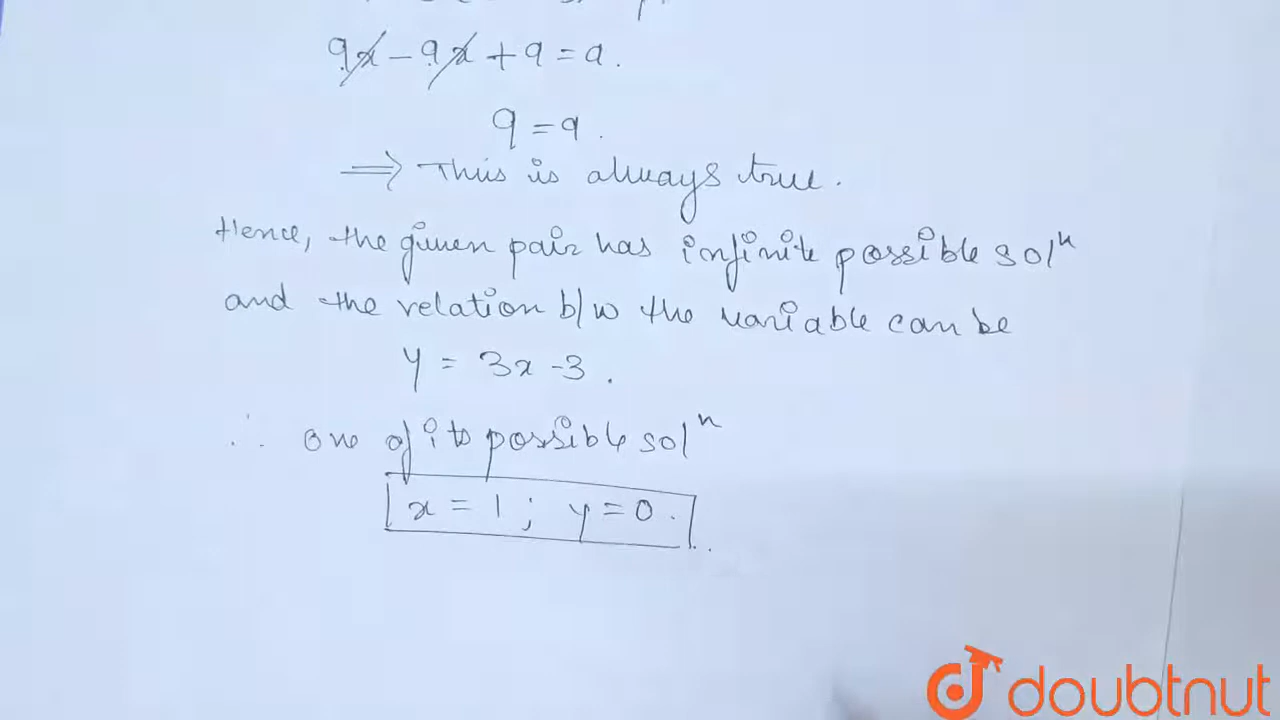 9x - 9x + 9 = 9.
9 = 9.
⟹ This is always true.
Hence, the given pair has infinite possible solⁿ
and the relation b/w the variable can be
y = 3x - 3.
∴ one of its possible solⁿ
x = 1; y = 0.
doubtnut